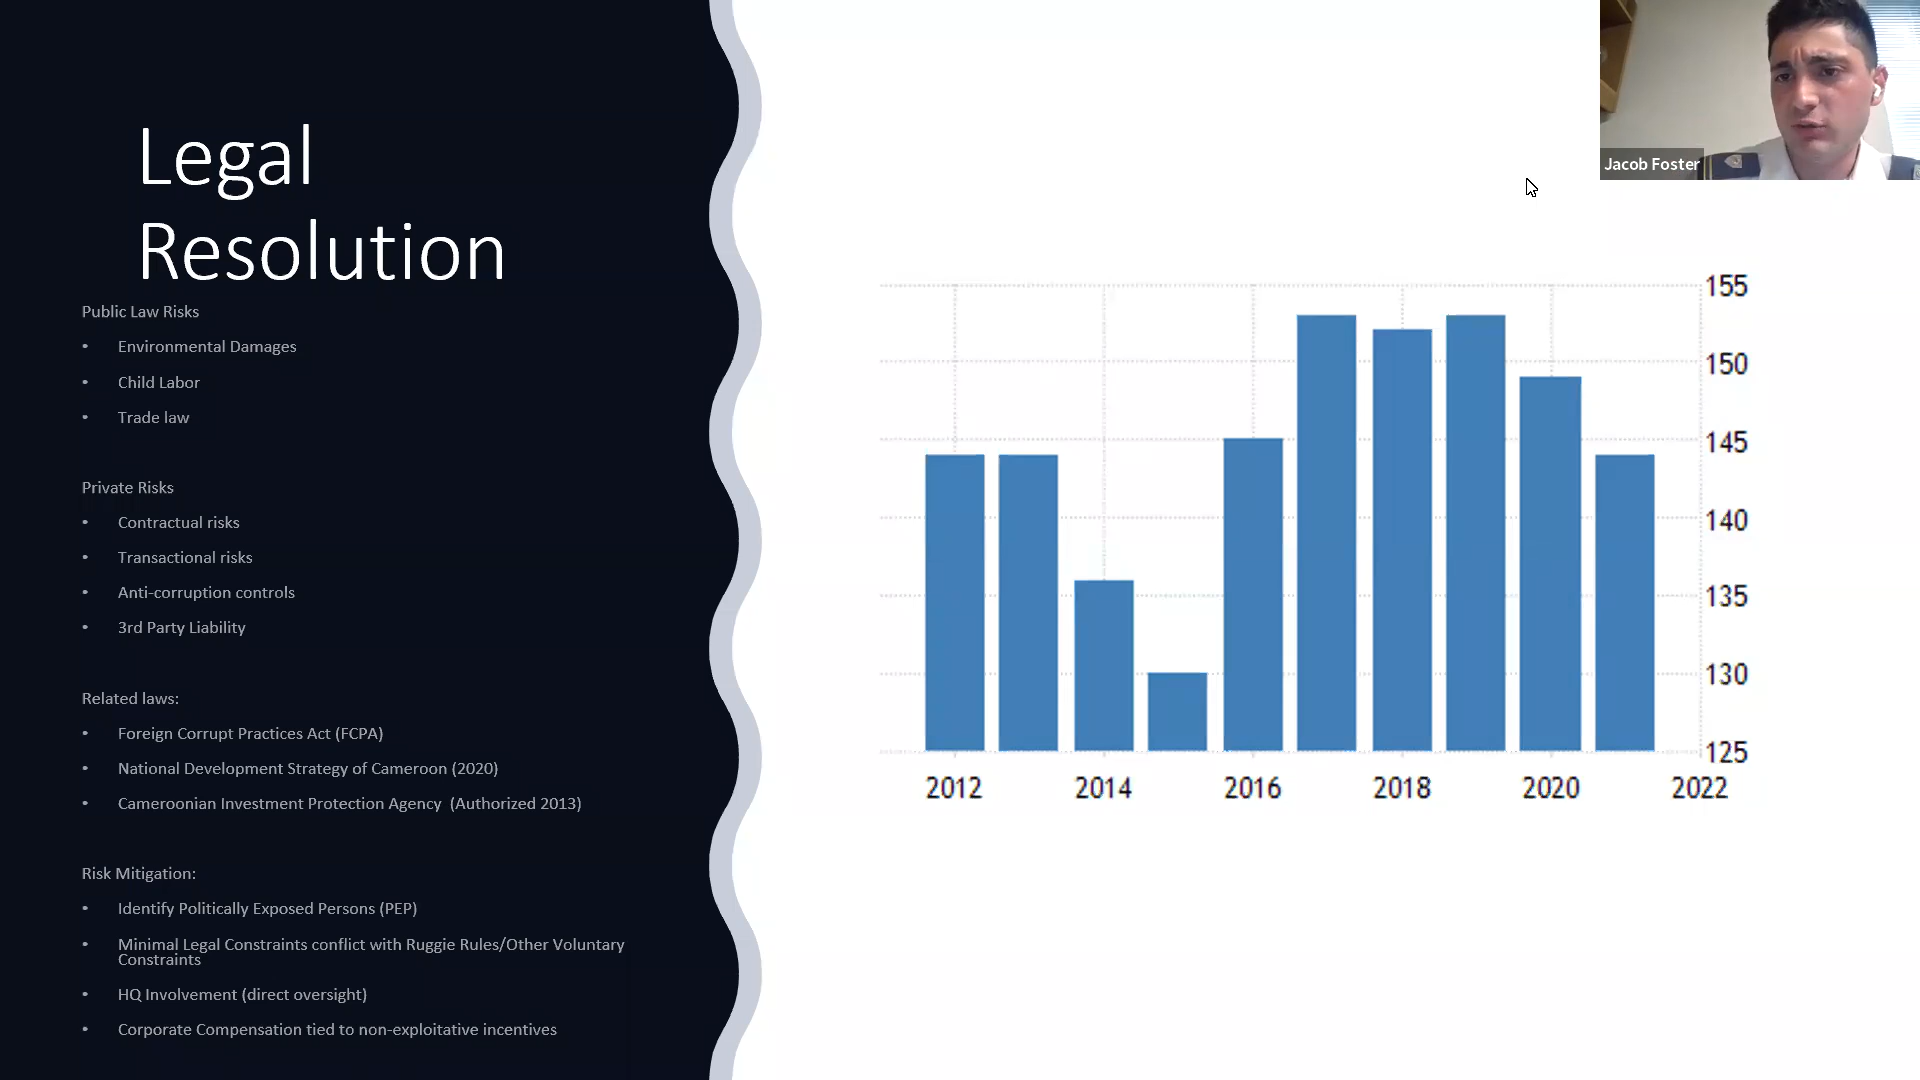 Legal
Resolution
Public Law Risks
• Environmental Damages
• Child Labor
• Trade law
Private Risks
• Contractual risks
• Transactional risks
• Anti-corruption controls
• 3rd Party Liability
Related laws:
• Foreign Corrupt Practices Act (FCPA)
• National Development Strategy of Cameroon (2020)
• Cameroonian Investment Protection Agency (Authorized 2013)
Risk Mitigation:
• Identify Politically Exposed Persons (PEP)
• Minimal Legal Constraints conflict with Ruggie Rules/Other Voluntary
Constraints
• HQ Involvement (direct oversight)
• Corporate Compensation tied to non-exploitative incentives
Jacob Foster
155
150
145
140
135
130
125
2012 2014 2016 2018 2020 2022